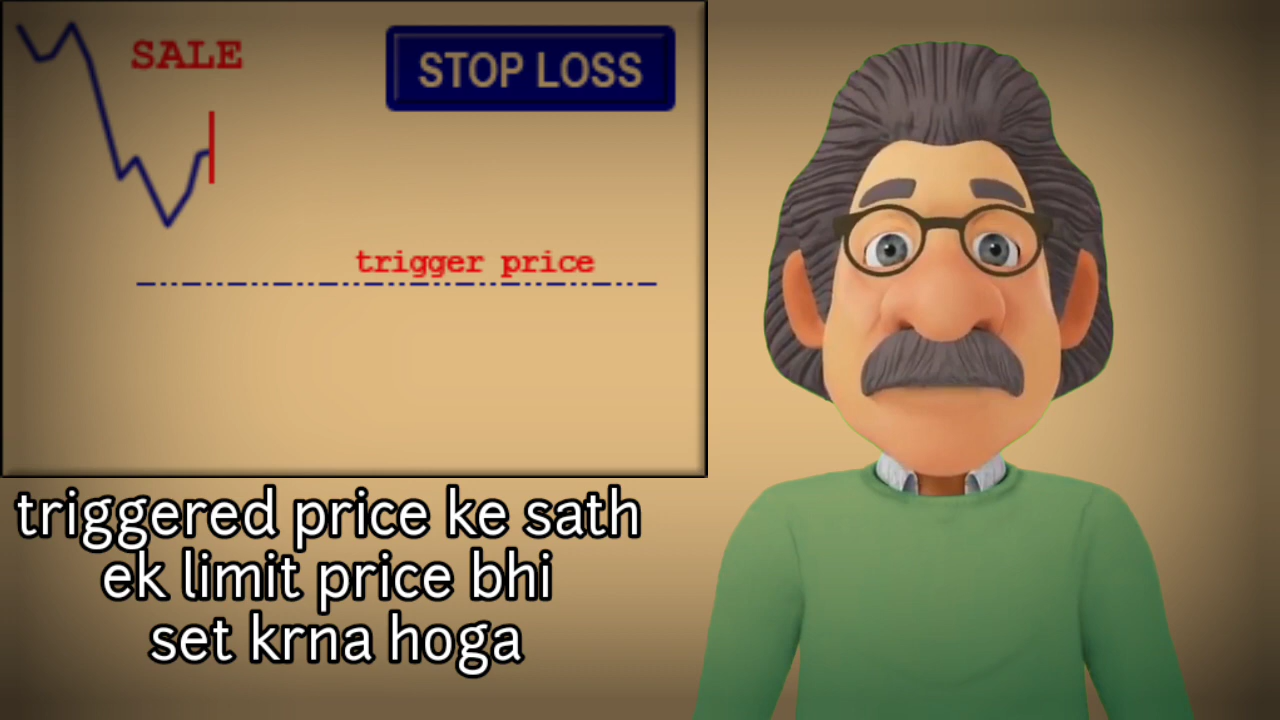 SALE
STOP LOSS
trigger price
triggered price ke sath
ek limit price bhi
set krna hoga